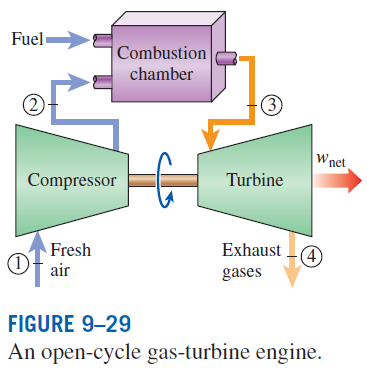 Fuel
Combustion
chamber
2
3
Compressor
Turbine
wnet
1
Fresh
air
Exhaust
gases
4
FIGURE 9–29
An open-cycle gas-turbine engine.